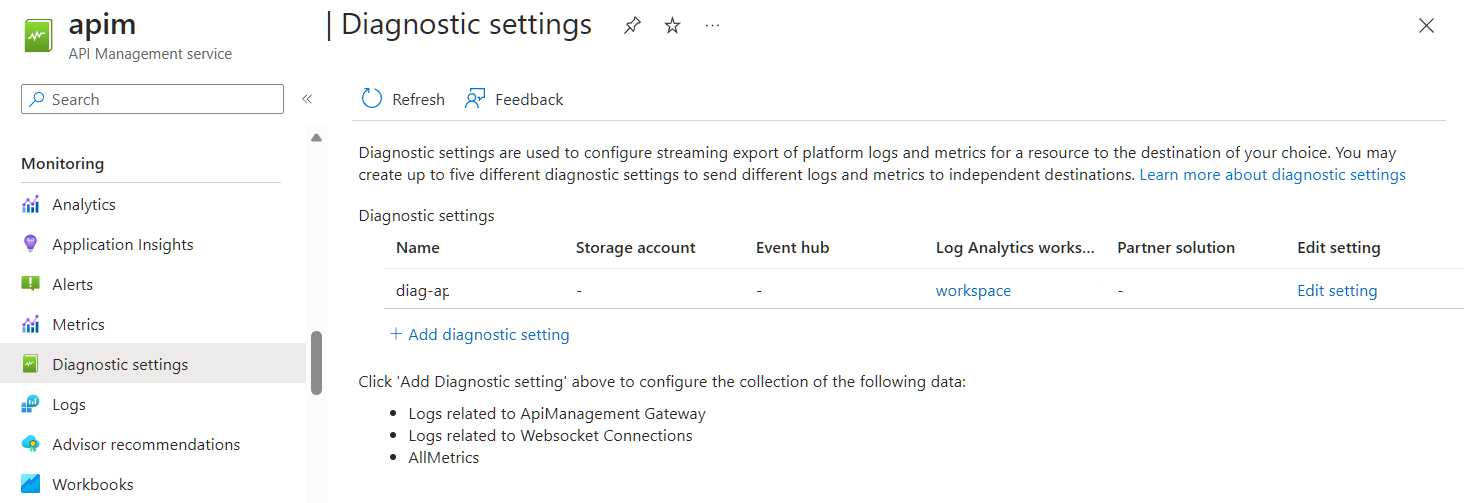 apim
API Management service
| Diagnostic settings
Search
Monitoring
Analytics
Application Insights
Alerts
Metrics
Diagnostic settings
Logs
Advisor recommendations
Workbooks
Refresh
Feedback
Diagnostic settings are used to configure streaming export of platform logs and metrics for a resource to the destination of your choice. You may
create up to five different diagnostic settings to send different logs and metrics to independent destinations. Learn more about diagnostic settings
Diagnostic settings
Name Storage account Event hub Log Analytics works... Partner solution Edit setting
diag-ap - - workspace - Edit setting
+ Add diagnostic setting
Click 'Add Diagnostic setting' above to configure the collection of the following data:
• Logs related to ApiManagement Gateway
• Logs related to Websocket Connections
• AllMetrics